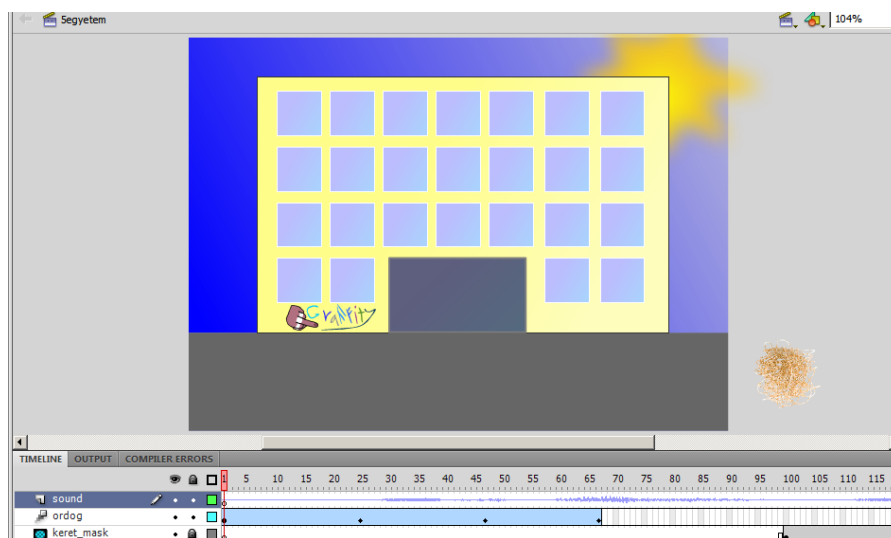 5egyetem 104%
Graffity
TIMELINE OUTPUT COMPILER ERRORS
1 5 10 15 20 25 30 35 40 45 50 55 60 65 70 75 80 85 90 95 100 105 110 115
sound
ordog
keret_mask